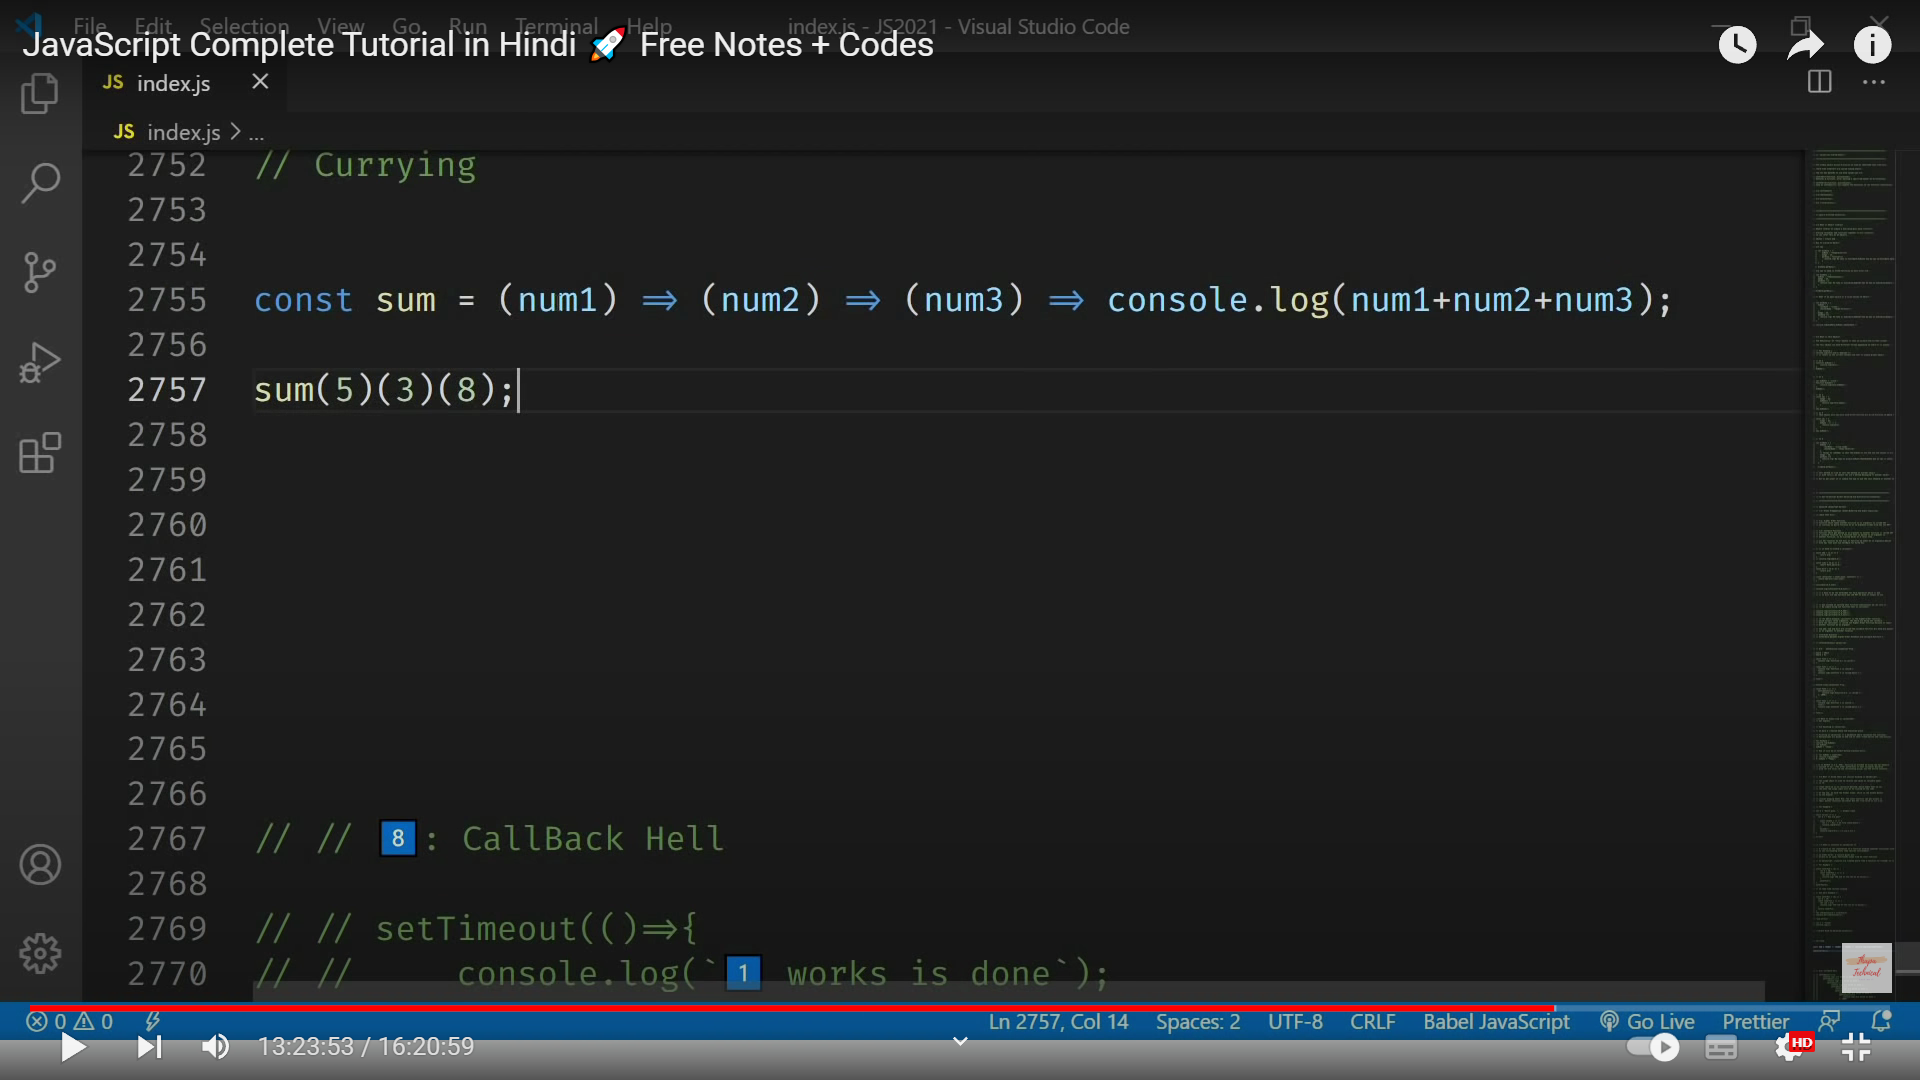 File Edit Selection View Go Run Terminal Help index.js - JS2021 - Visual Studio Code
JavaScript Complete Tutorial in Hindi 🚀 Free Notes + Codes
JS index.js
JS index.js > ...
2752 // Currying
2753
2754
2755 const sum = (num1) => (num2) => (num3) => console.log(num1+num2+num3);
2756
2757 sum(5)(3)(8);
2758
2759
2760
2761
2762
2763
2764
2765
2766
2767 // // 8️⃣: CallBack Hell
2768
2769 // // setTimeout(()=>{
2770 // // console.log(`1️⃣ works is done`);
Thapa
Technical
0 0 Ln 2757, Col 14 Spaces: 2 UTF-8 CRLF Babel JavaScript Go Live Prettier
13:23:53 / 16:20:59 HD